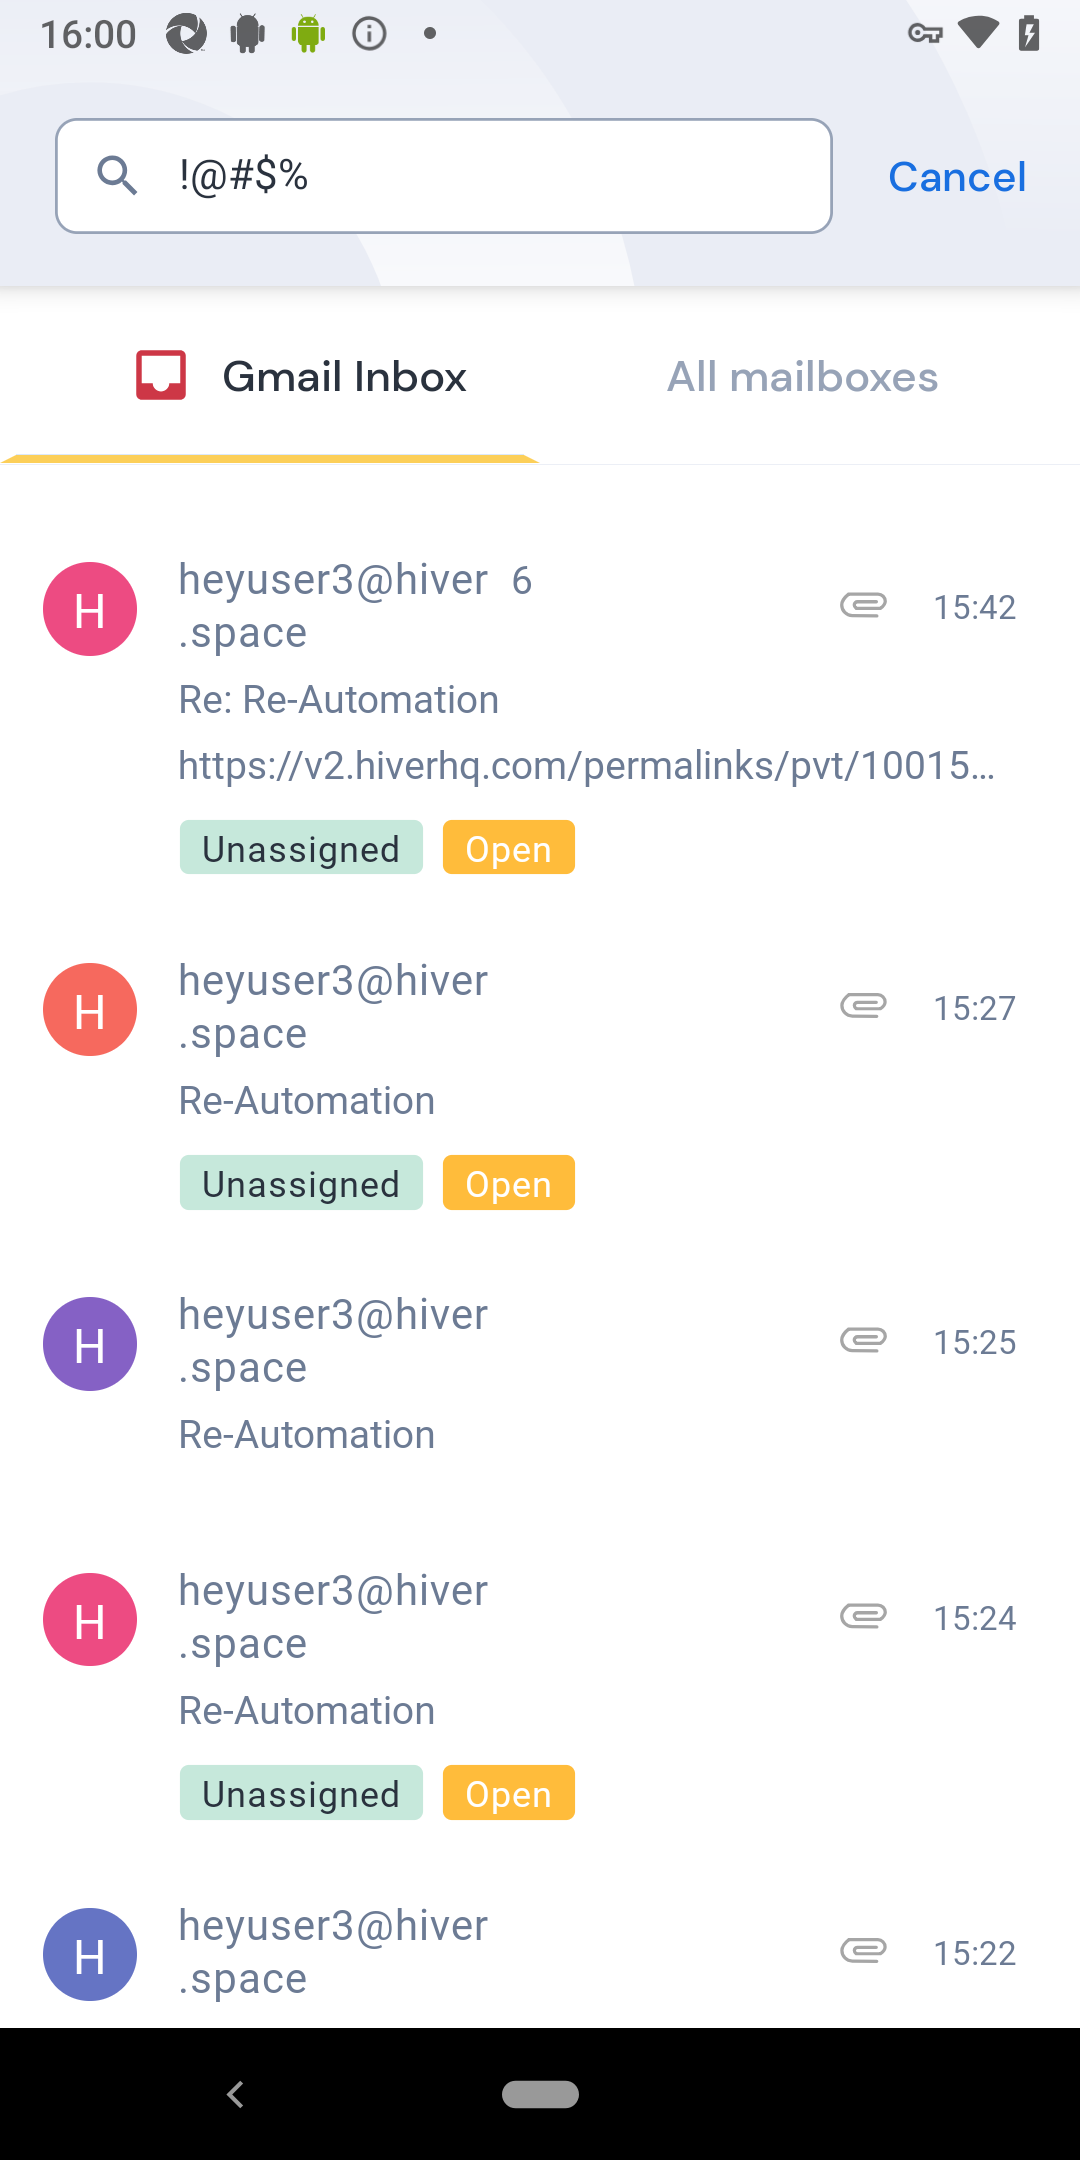 16:00
!@#$%
Cancel
Gmail Inbox
All mailboxes
H
heyuser3@hiver 6
.space
15:42
Re: Re-Automation
https://v2.hiverhq.com/permalinks/pvt/10015...
Unassigned Open
H
heyuser3@hiver
.space
15:27
Re-Automation
Unassigned Open
H
heyuser3@hiver
.space
15:25
Re-Automation
H
heyuser3@hiver
.space
15:24
Re-Automation
Unassigned Open
H
heyuser3@hiver
.space
15:22